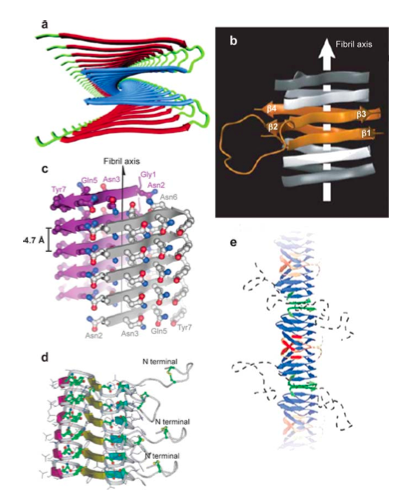 a
b
Fibril axis
β4
β3
β2
β1
c
Fibril axis
Gly1
Asn3
Asn2
Gln5
Tyr7
Asn6
-4.7 Å
Tyr7
Gln5
Asn3
Asn2
d
N terminal
N terminal
N terminal
e